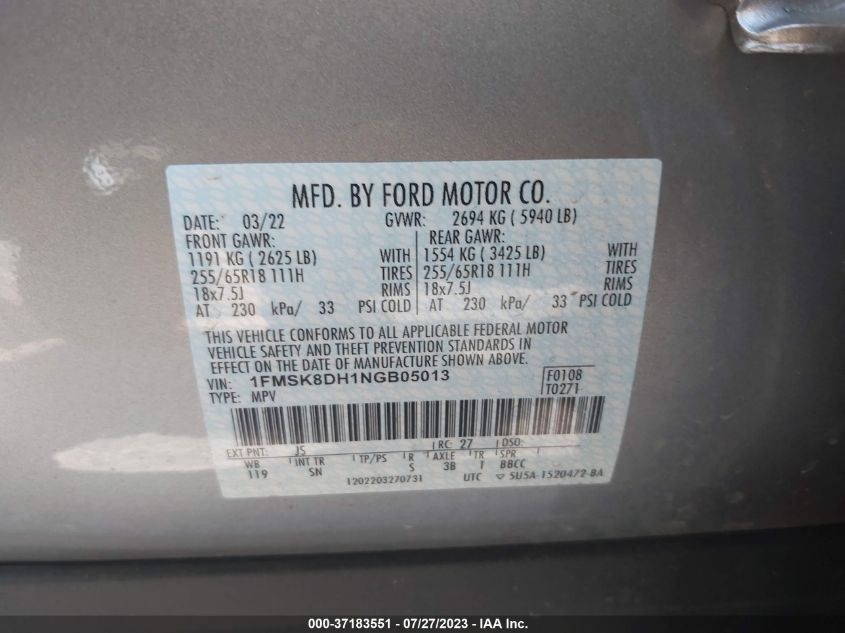 MFD. BY FORD MOTOR CO.
DATE: 03/22 GVWR: 2694 KG ( 5940 LB)
FRONT GAWR: REAR GAWR:
1191 KG ( 2625 LB) WITH 1554 KG ( 3425 LB) WITH
255/65R18 111H TIRES 255/65R18 111H TIRES
18x7.5J RIMS 18x7.5J RIMS
AT 230 kPa/ 33 PSI COLD AT 230 kPa/ 33 PSI COLD
THIS VEHICLE CONFORMS TO ALL APPLICABLE FEDERAL MOTOR
VEHICLE SAFETY AND THEFT PREVENTION STANDARDS IN
EFFECT ON THE DATE OF MANUFACTURE SHOWN ABOVE.
VIN: 1FMSK8DH1NGB05013 F0108
TYPE: MPV T0271
EXT PNT: JS RC: 27 DSO:
WB INT TR TP/PS R AXLE TR SPR
119 SN S 3B I BBCC
1202203270731 UTC ▽ 5U5A-1520472-BA
000-37183551 - 07/27/2023 - IAA Inc.